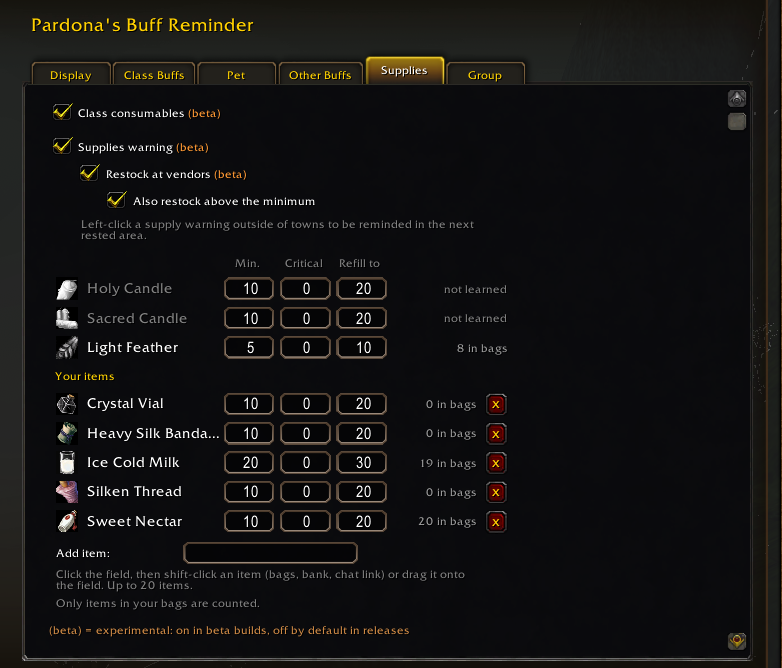 Pardona's Buff Reminder
Display Class Buffs Pet Other Buffs Supplies Group
Class consumables (beta)
Supplies warning (beta)
Restock at vendors (beta)
Also restock above the minimum
Left-click a supply warning outside of towns to be reminded in the next
rested area.
Min. Critical Refill to
Holy Candle 10 0 20 not learned
Sacred Candle 10 0 20 not learned
Light Feather 5 0 10 8 in bags
Your items
Crystal Vial 10 0 20 0 in bags x
Heavy Silk Banda... 10 0 20 0 in bags x
Ice Cold Milk 20 0 30 19 in bags x
Silken Thread 10 0 20 0 in bags x
Sweet Nectar 10 0 20 20 in bags x
Add item:
Click the field, then shift-click an item (bags, bank, chat link) or drag it onto
the field. Up to 20 items.
Only items in your bags are counted.
(beta) = experimental: on in beta builds, off by default in releases